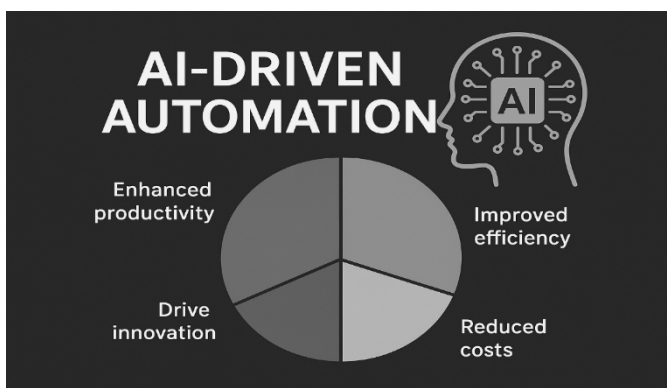 AI-DRIVEN
AUTOMATION
AI
Enhanced
productivity
Improved
efficiency
Drive
innovation
Reduced
costs